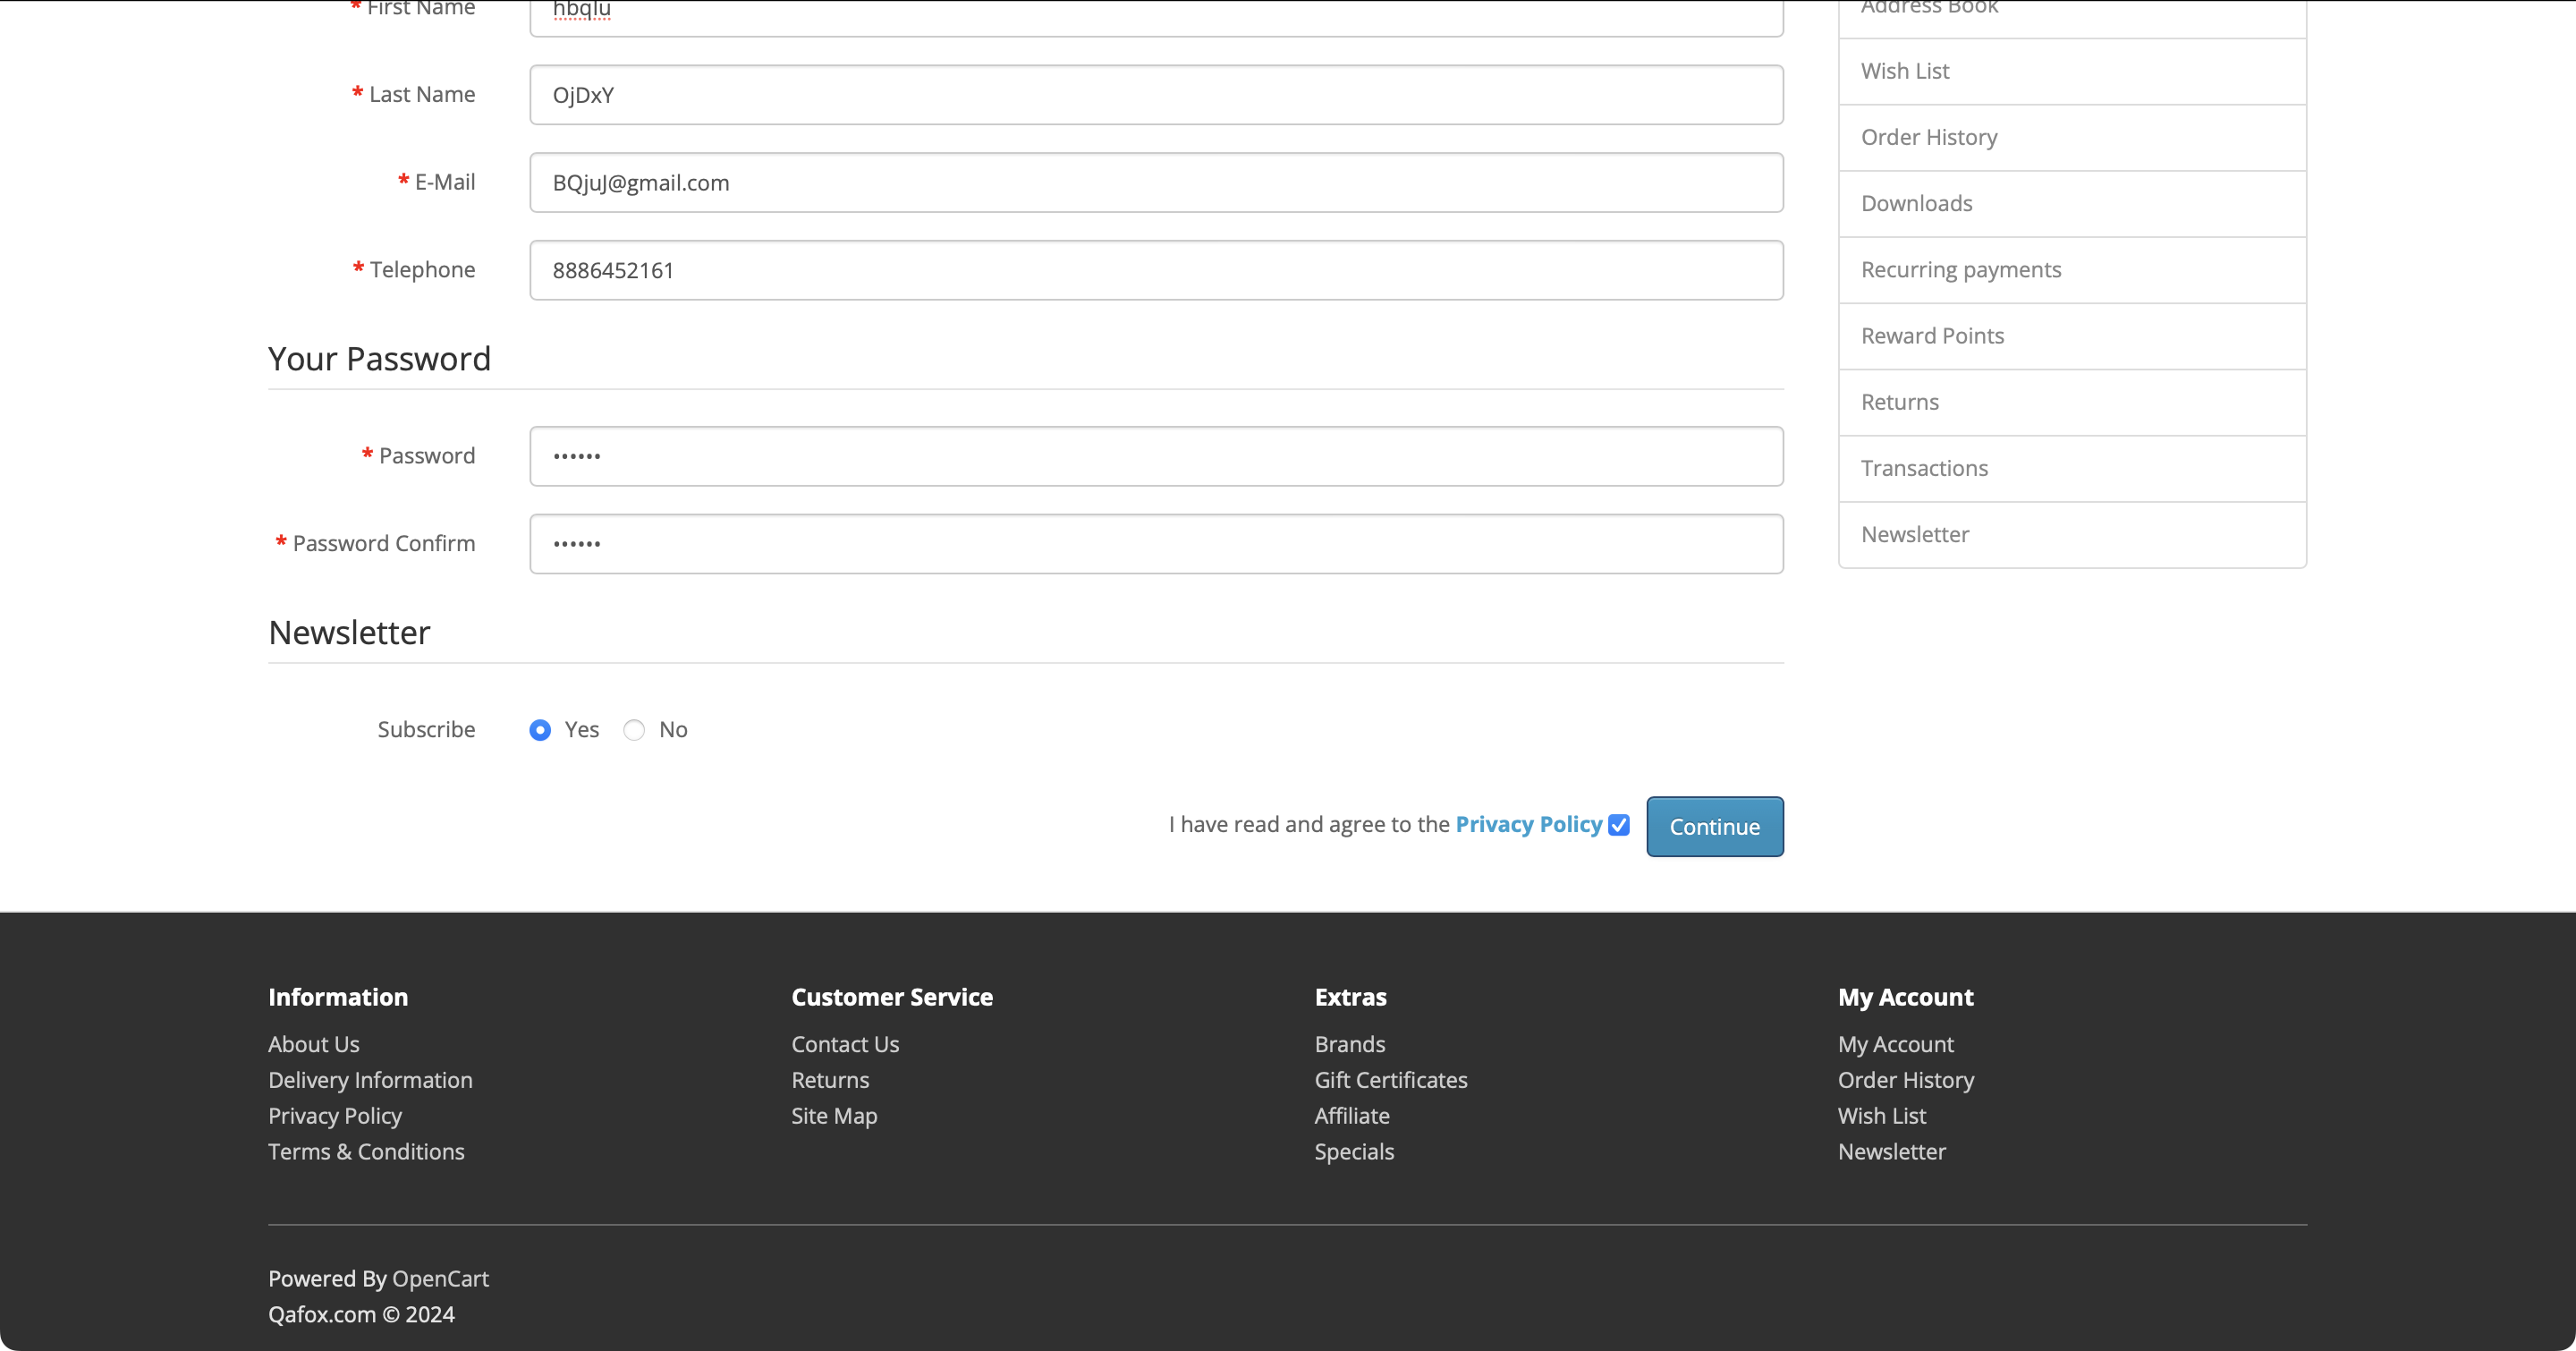 * First Name hbqlu
* Last Name OjDxY
* E-Mail BQjuJ@gmail.com
* Telephone 8886452161
Your Password
* Password ••••••
* Password Confirm ••••••
Newsletter
Subscribe Yes No
I have read and agree to the Privacy Policy Continue
Address Book
Wish List
Order History
Downloads
Recurring payments
Reward Points
Returns
Transactions
Newsletter
Information
About Us
Delivery Information
Privacy Policy
Terms & Conditions
Customer Service
Contact Us
Returns
Site Map
Extras
Brands
Gift Certificates
Affiliate
Specials
My Account
My Account
Order History
Wish List
Newsletter
Powered By OpenCart
Qafox.com © 2024